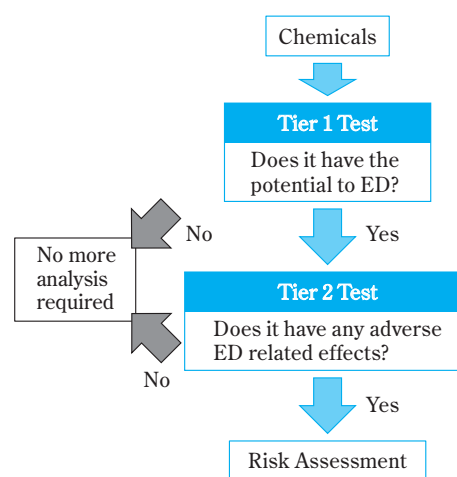 Chemicals
Tier 1 Test
Does it have the
potential to ED?
No
Yes
No more
analysis
required
Tier 2 Test
Does it have any adverse
ED related effects?
No
Yes
Risk Assessment